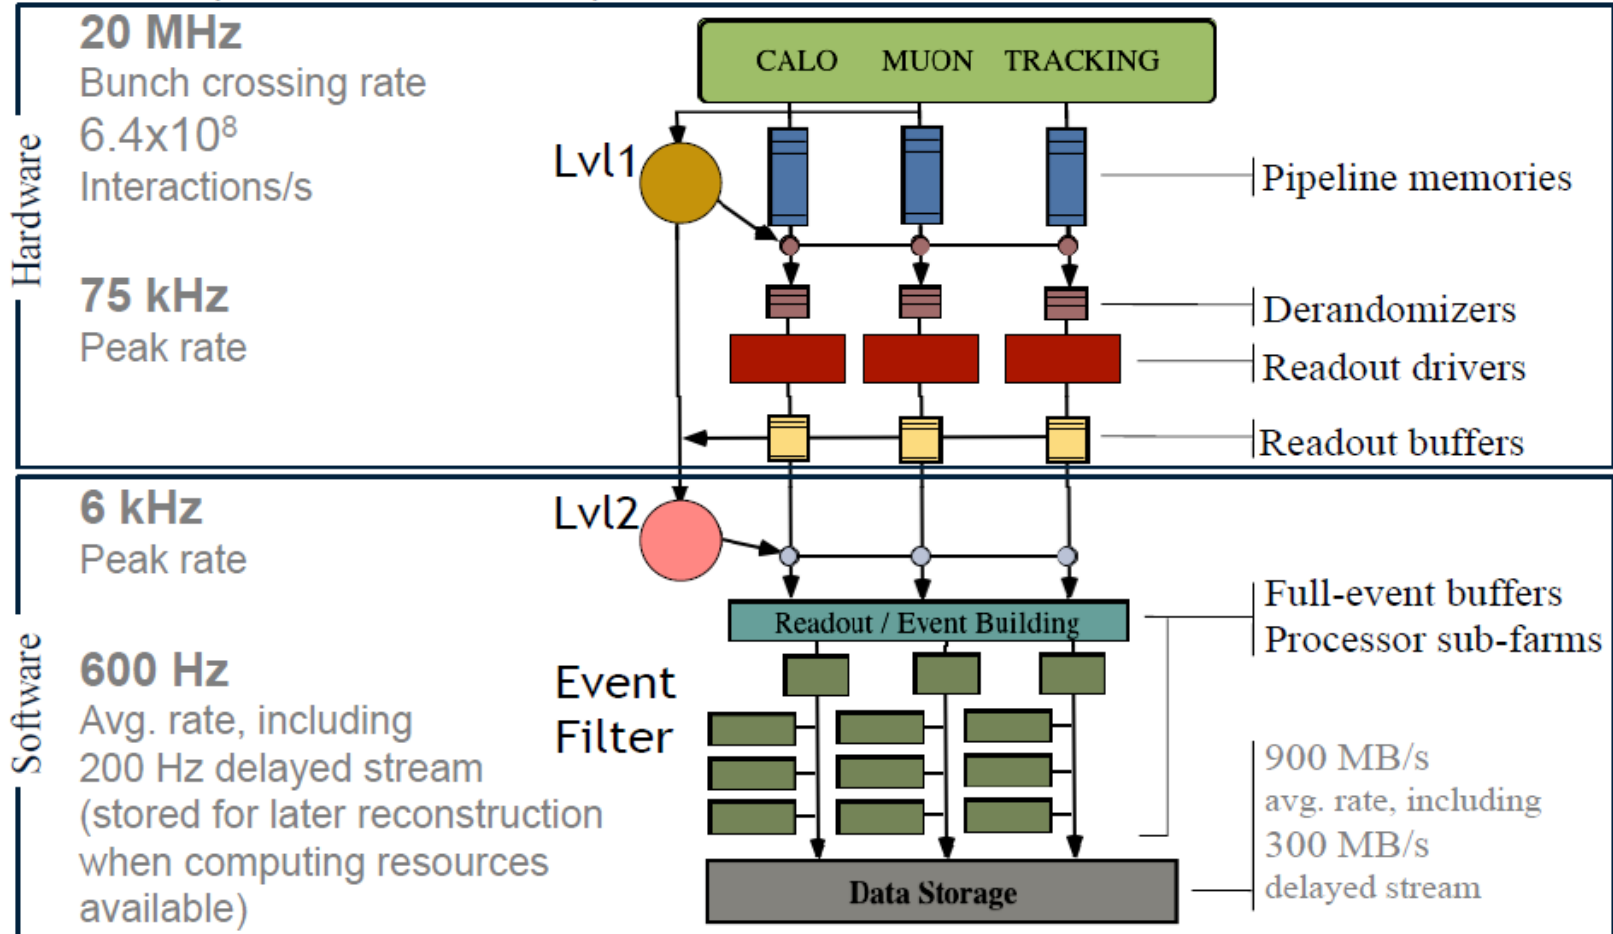 Hardware
20 MHz
Bunch crossing rate
6.4x10⁸
Interactions/s
75 kHz
Peak rate
CALO MUON TRACKING
Lvl1
Pipeline memories
Derandomizers
Readout drivers
Readout buffers
Software
6 kHz
Peak rate
600 Hz
Avg. rate, including
200 Hz delayed stream
(stored for later reconstruction
when computing resources
available)
Lvl2
Readout / Event Building
Event
Filter
Data Storage
Full-event buffers
Processor sub-farms
900 MB/s
avg. rate, including
300 MB/s
delayed stream